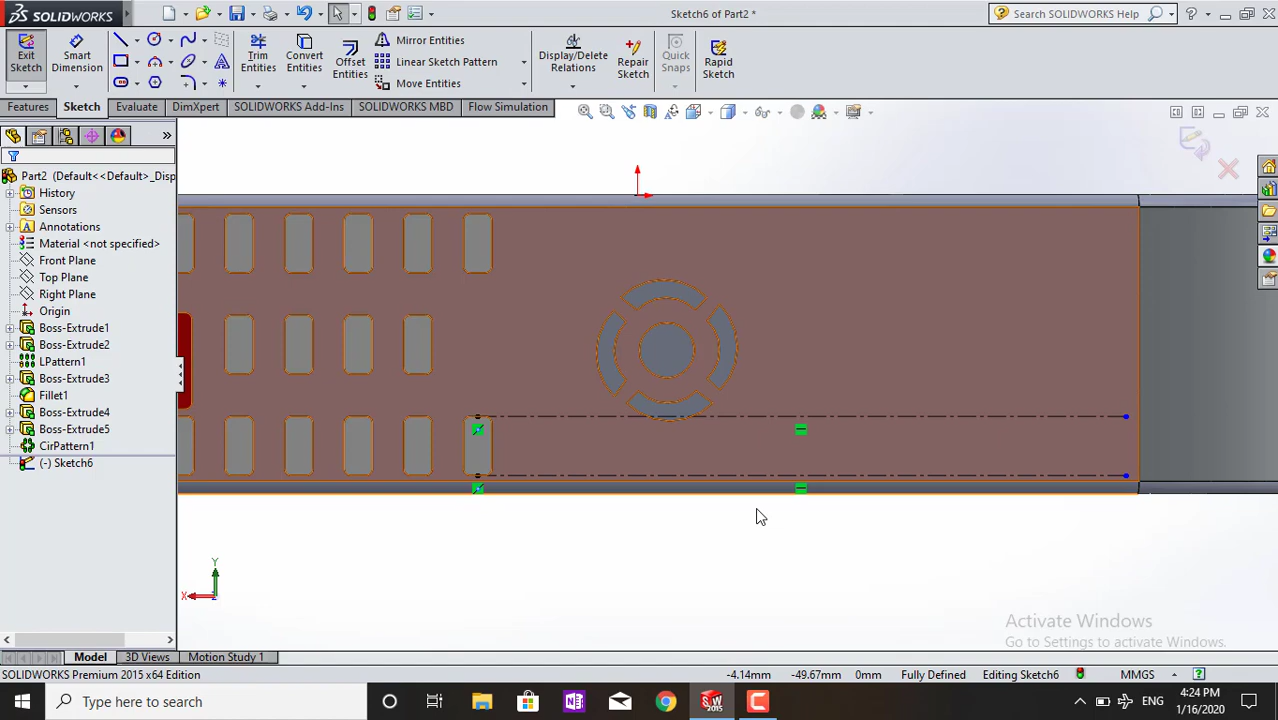 SOLIDWORKS
Sketch6 of Part2 *
Search SOLIDWORKS Help
Exit Sketch
Smart Dimension
Trim Entities
Convert Entities
Offset Entities
Mirror Entities
Linear Sketch Pattern
Move Entities
Display/Delete Relations
Repair Sketch
Quick Snaps
Rapid Sketch
Features
Sketch
Evaluate
DimXpert
SOLIDWORKS Add-Ins
SOLIDWORKS MBD
Flow Simulation
Part2 (Default<<Default>_Disp
History
Sensors
Annotations
Material <not specified>
Front Plane
Top Plane
Right Plane
Origin
Boss-Extrude1
Boss-Extrude2
LPattern1
Boss-Extrude3
Fillet1
Boss-Extrude4
Boss-Extrude5
CirPattern1
(-) Sketch6
Y
X
Z
Activate Windows
Go to Settings to activate Windows.
Model
3D Views
Motion Study 1
SOLIDWORKS Premium 2015 x64 Edition
-4.14mm
-49.67mm
0mm
Fully Defined
Editing Sketch6
MMGS
Type here to search
ENG
4:24 PM
1/16/2020